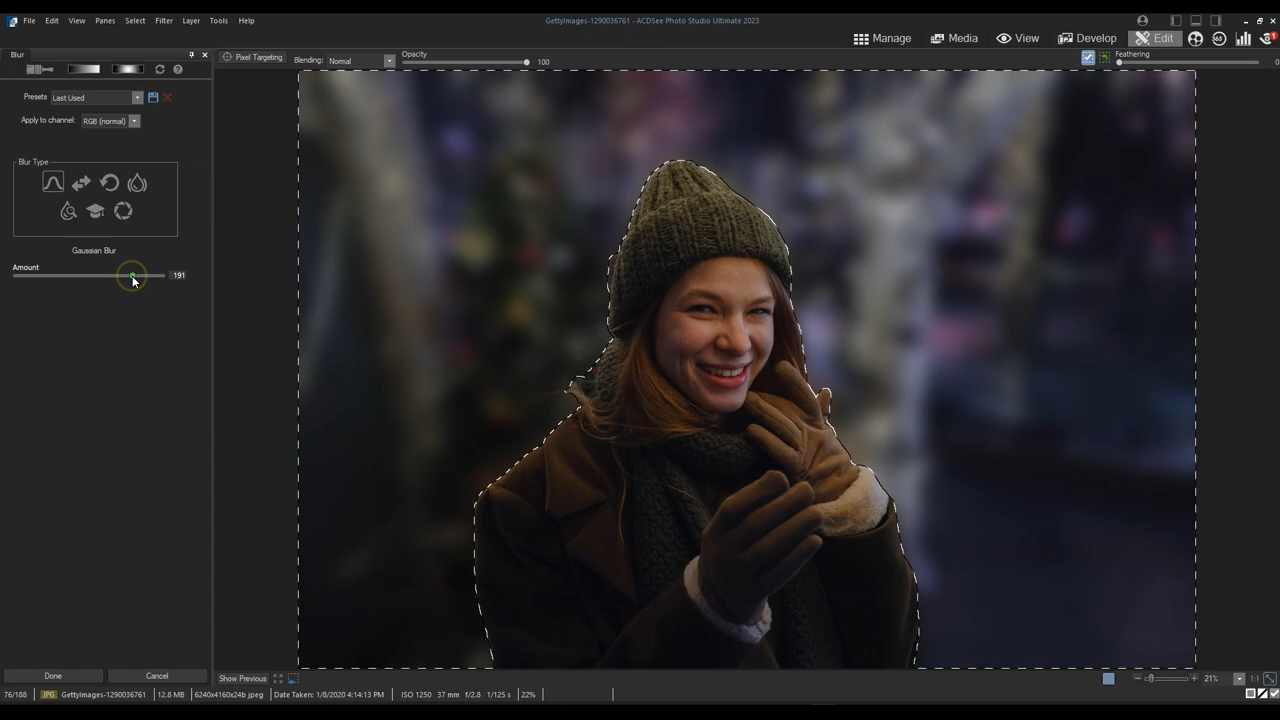 File Edit View Select Filter Layer Tools Help
GettyImages-1290036761 - ACDSee Photo Studio Ultimate 2023
Manage Media View Develop Edit 365 1
Blur
Pixel Targeting Blending: Normal Opacity 100 Feathering 0
Presets Last Used
Apply to channel: RGB (normal)
Blur Type
Gaussian Blur
Amount
191
Done Cancel Show Previous 21% 1:1
76/188 JPG GettyImages-1290036761 12.8 MB 6240x4160x24b jpeg Date Taken: 1/8/2020 4:14:13 PM ISO 1250 37 mm f/2.8 1/125 s 22%